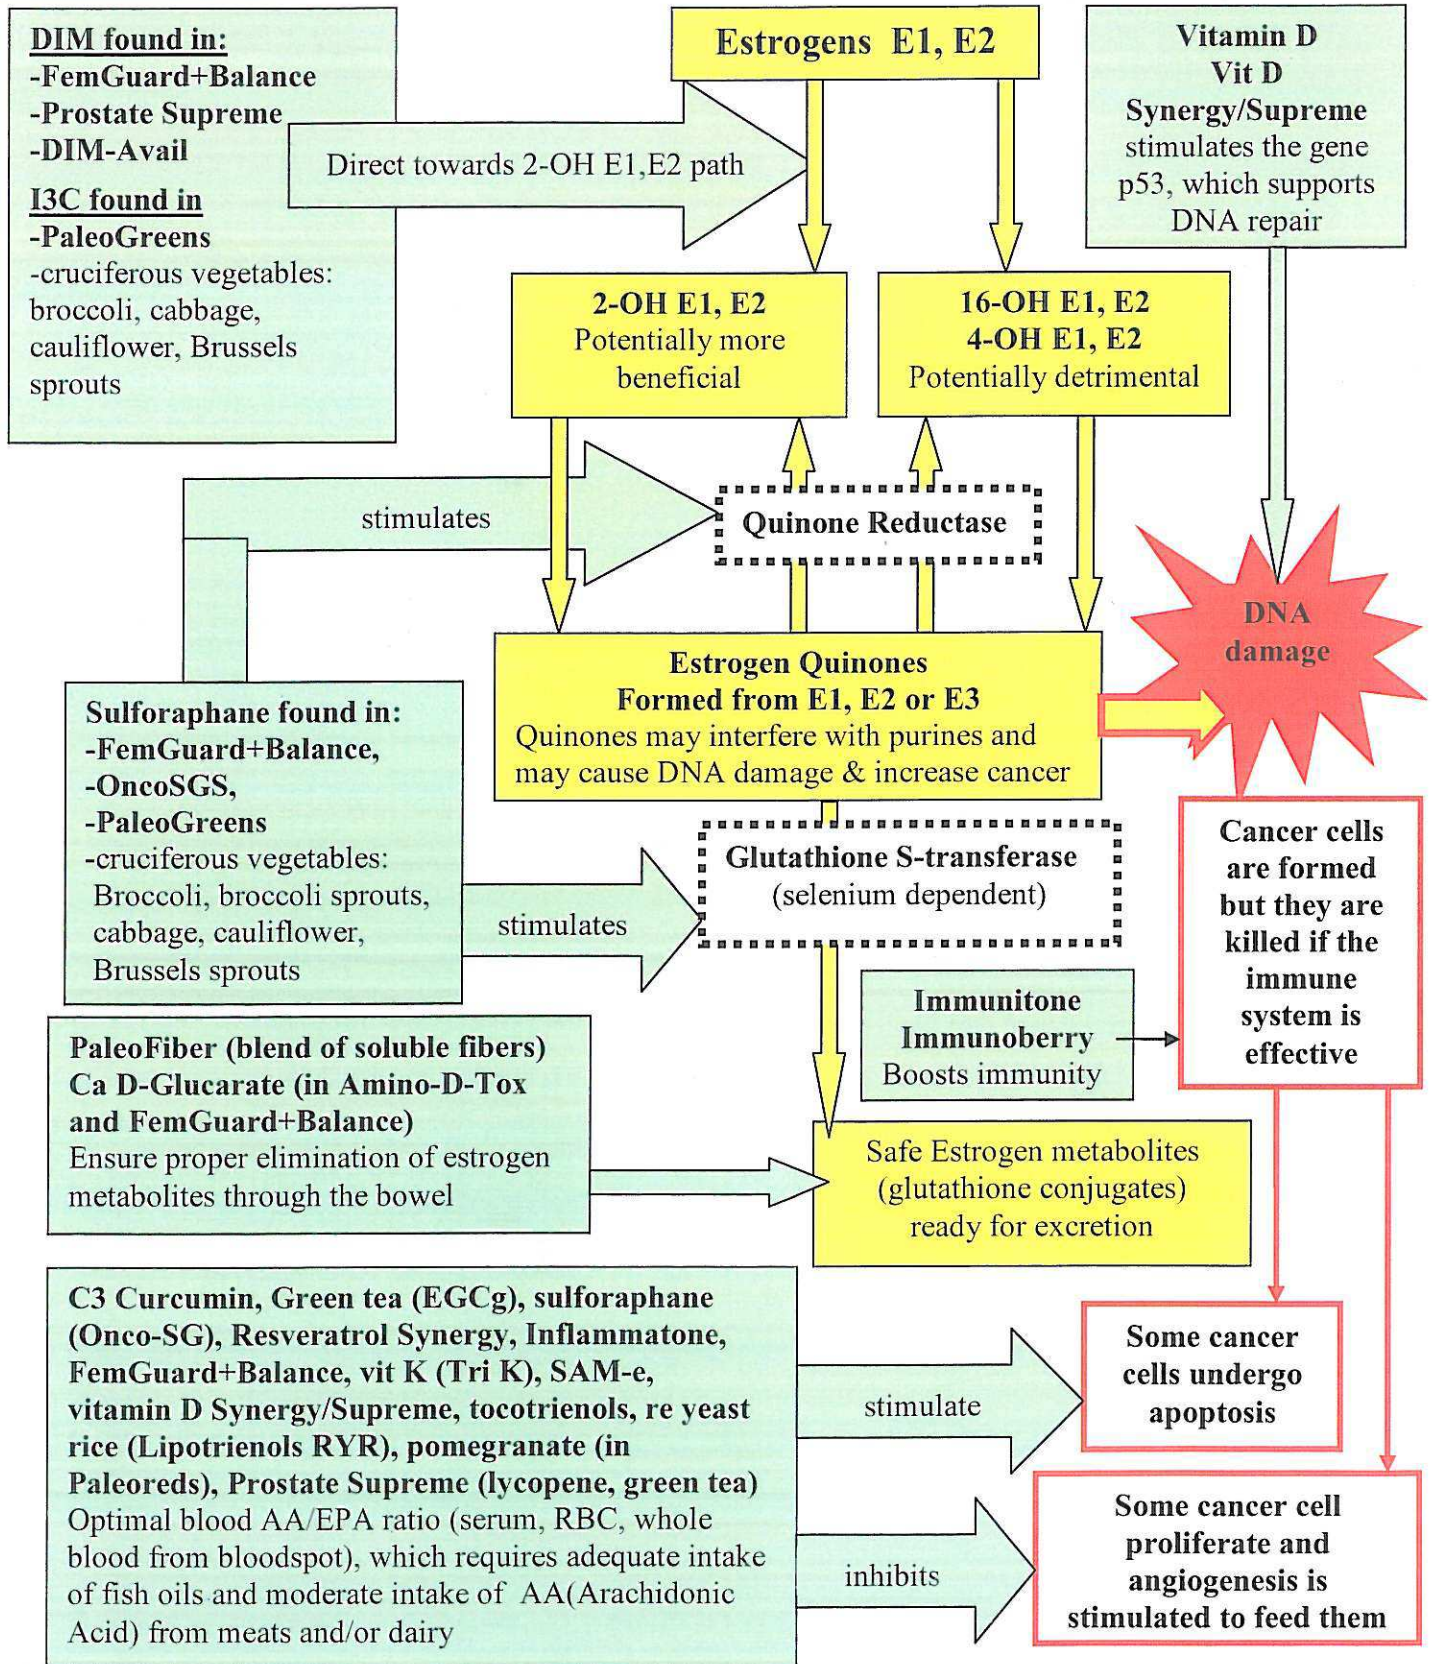 DIM found in:
-FemGuard+Balance
-Prostate Supreme
-DIM-Avail
I3C found in
-PaleoGreens
-cruciferous vegetables:
broccoli, cabbage,
cauliflower, Brussels
sprouts
Direct towards 2-OH E1,E2 path
Estrogens E1, E2
Vitamin D
Vit D
Synergy/Supreme
stimulates the gene
p53, which supports
DNA repair
2-OH E1, E2
Potentially more
beneficial
16-OH E1, E2
4-OH E1, E2
Potentially detrimental
stimulates
Quinone Reductase
DNA
damage
Estrogen Quinones
Formed from E1, E2 or E3
Quinones may interfere with purines and
may cause DNA damage & increase cancer
Sulforaphane found in:
-FemGuard+Balance,
-OncoSGS,
-PaleoGreens
-cruciferous vegetables:
Broccoli, broccoli sprouts,
cabbage, cauliflower,
Brussels sprouts
stimulates
Glutathione S-transferase
(selenium dependent)
Cancer cells
are formed
but they are
killed if the
immune
system is
effective
Immunitone
Immunoberry
Boosts immunity
PaleoFiber (blend of soluble fibers)
Ca D-Glucarate (in Amino-D-Tox
and FemGuard+Balance)
Ensure proper elimination of estrogen
metabolites through the bowel
Safe Estrogen metabolites
(glutathione conjugates)
ready for excretion
C3 Curcumin, Green tea (EGCg), sulforaphane
(Onco-SG), Resveratrol Synergy, Inflammatone,
FemGuard+Balance, vit K (Tri K), SAM-e,
vitamin D Synergy/Supreme, tocotrienols, re yeast
rice (Lipotrienols RYR), pomegranate (in
Paleoreds), Prostate Supreme (lycopene, green tea)
Optimal blood AA/EPA ratio (serum, RBC, whole
blood from bloodspot), which requires adequate intake
of fish oils and moderate intake of AA(Arachidonic
Acid) from meats and/or dairy
stimulate
Some cancer
cells undergo
apoptosis
inhibits
Some cancer cell
proliferate and
angiogenesis is
stimulated to feed them